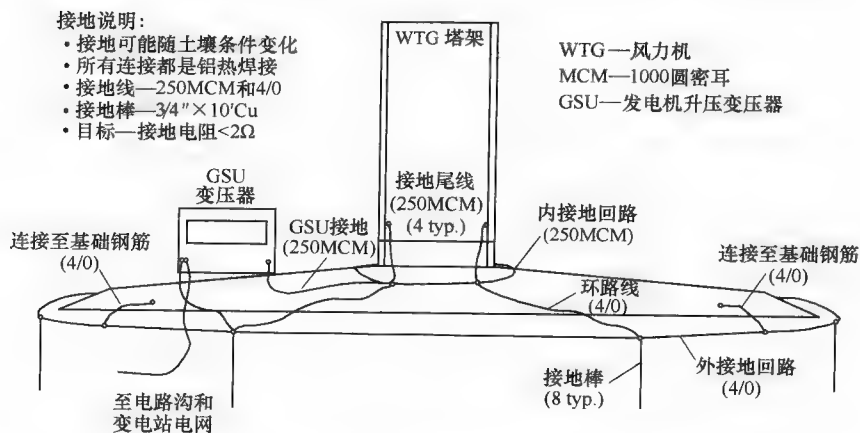 接地说明:
• 接地可能随土壤条件变化
• 所有连接都是铝热焊接
• 接地线—250MCM和4/0
• 接地棒—3/4"×10'Cu
• 目标—接地电阻<2Ω
WTG 塔架
WTG—风力机
MCM—1000圆密耳
GSU—发电机升压变压器
GSU
变压器
接地尾线
(250MCM)
(4 typ.)
GSU接地
(250MCM)
内接地回路
(250MCM)
连接至基础钢筋
(4/0)
连接至基础钢筋
(4/0)
环路线
(4/0)
接地棒
(8 typ.)
外接地回路
(4/0)
至电路沟和
变电站电网